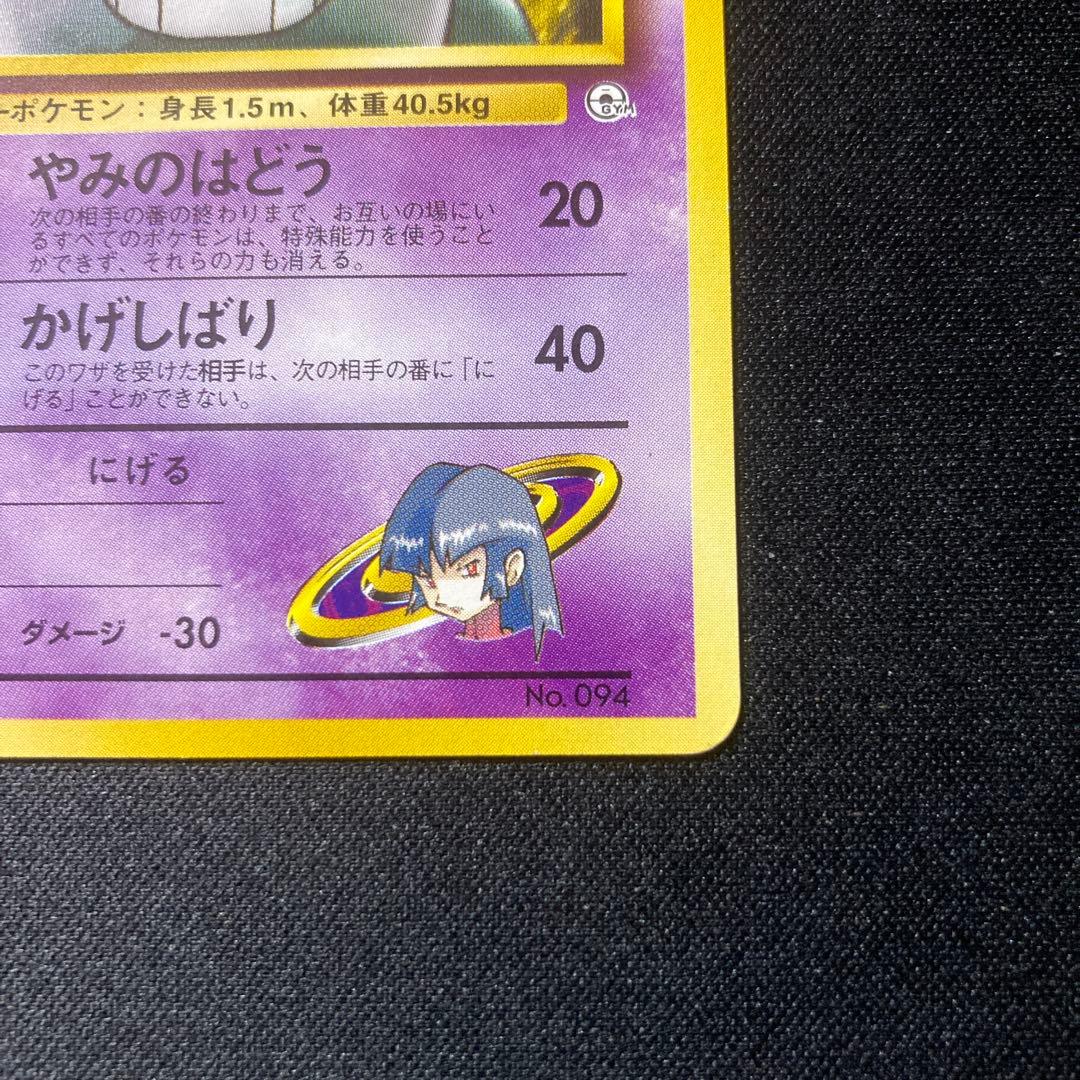 ーポケモン：身長1.5m、体重40.5kg
GYM
やみのはどう
20
次の相手の番の終わりまで、お互いの場にい
るすべてのポケモンは、特殊能力を使うこと
ができず、それらの力も消える。
かげしばり
40
このワザを受けた相手は、次の相手の番に「に
げる」ことができない。
にげる
ダメージ -30
No. 094